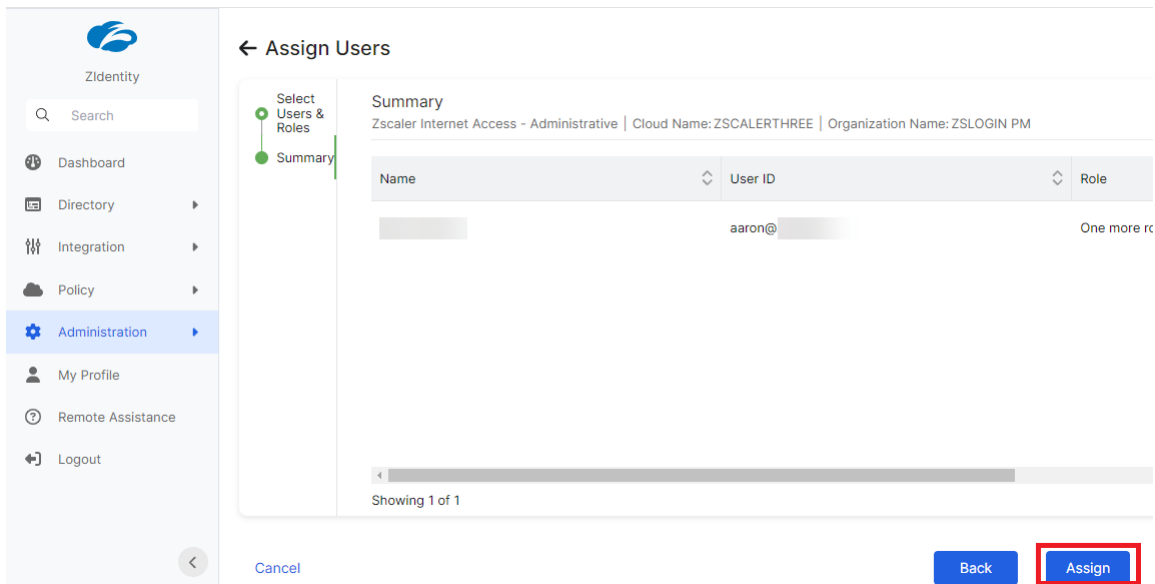 ZIdentity
Search
Dashboard
Directory
Integration
Policy
Administration
My Profile
Remote Assistance
Logout
Assign Users
Select
Users &
Roles
Summary
Summary
Zscaler Internet Access - Administrative | Cloud Name: ZSCALERTHREE | Organization Name: ZSLOGIN PM
Name User ID Role
aaron@ One more
Showing 1 of 1
Cancel Back Assign